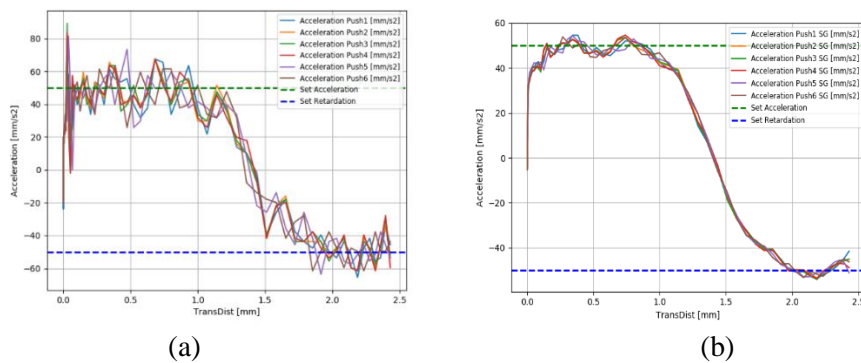 Acceleration [mm/s2]
80
60
40
20
0
−20
−40
−60
0.0 0.5 1.0 1.5 2.0 2.5
TransDist [mm]
Acceleration Push1 [mm/s2]
Acceleration Push2 [mm/s2]
Acceleration Push3 [mm/s2]
Acceleration Push4 [mm/s2]
Acceleration Push5 [mm/s2]
Acceleration Push6 [mm/s2]
Set Acceleration
Set Retardation
(a)
Acceleration [mm/s2]
60
40
20
0
−20
−40
0.0 0.5 1.0 1.5 2.0 2.5
TransDist [mm]
Acceleration Push1 SG [mm/s2]
Acceleration Push2 SG [mm/s2]
Acceleration Push3 SG [mm/s2]
Acceleration Push4 SG [mm/s2]
Acceleration Push5 SG [mm/s2]
Acceleration Push6 SG [mm/s2]
Set Acceleration
Set Retardation
(b)